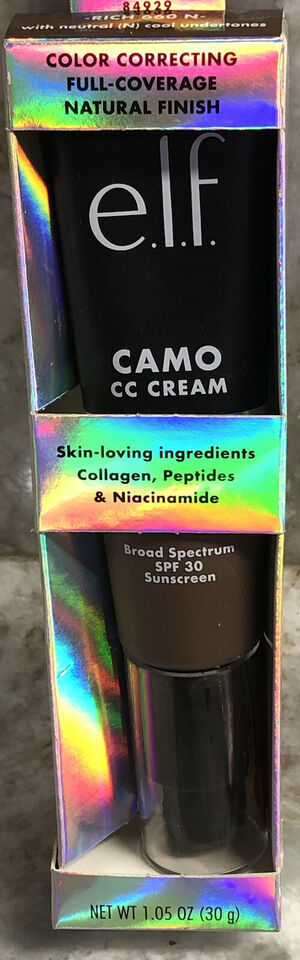 84929
-RICH 660 N-
with neutral (N) cool undertones
COLOR CORRECTING
FULL-COVERAGE
NATURAL FINISH
e.l.f.
CAMO
CC CREAM
Skin-loving ingredients
Collagen, Peptides
& Niacinamide
Broad Spectrum
SPF 30
Sunscreen
NET WT 1.05 OZ (30 g)